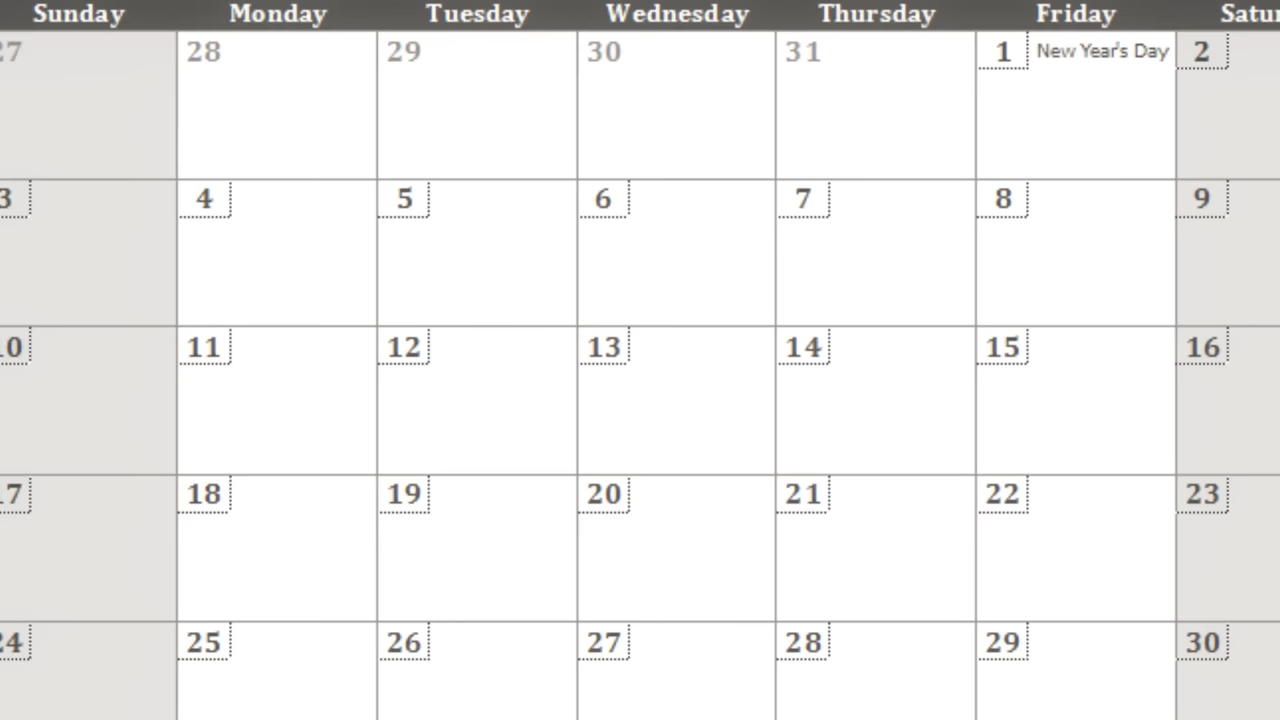 Sunday Monday Tuesday Wednesday Thursday Friday
28 29 30 31 1 New Year's Day 2
3 4 5 6 7 8 9
11 12 13 14 15 16
18 19 20 21 22 23
25 26 27 28 29 30